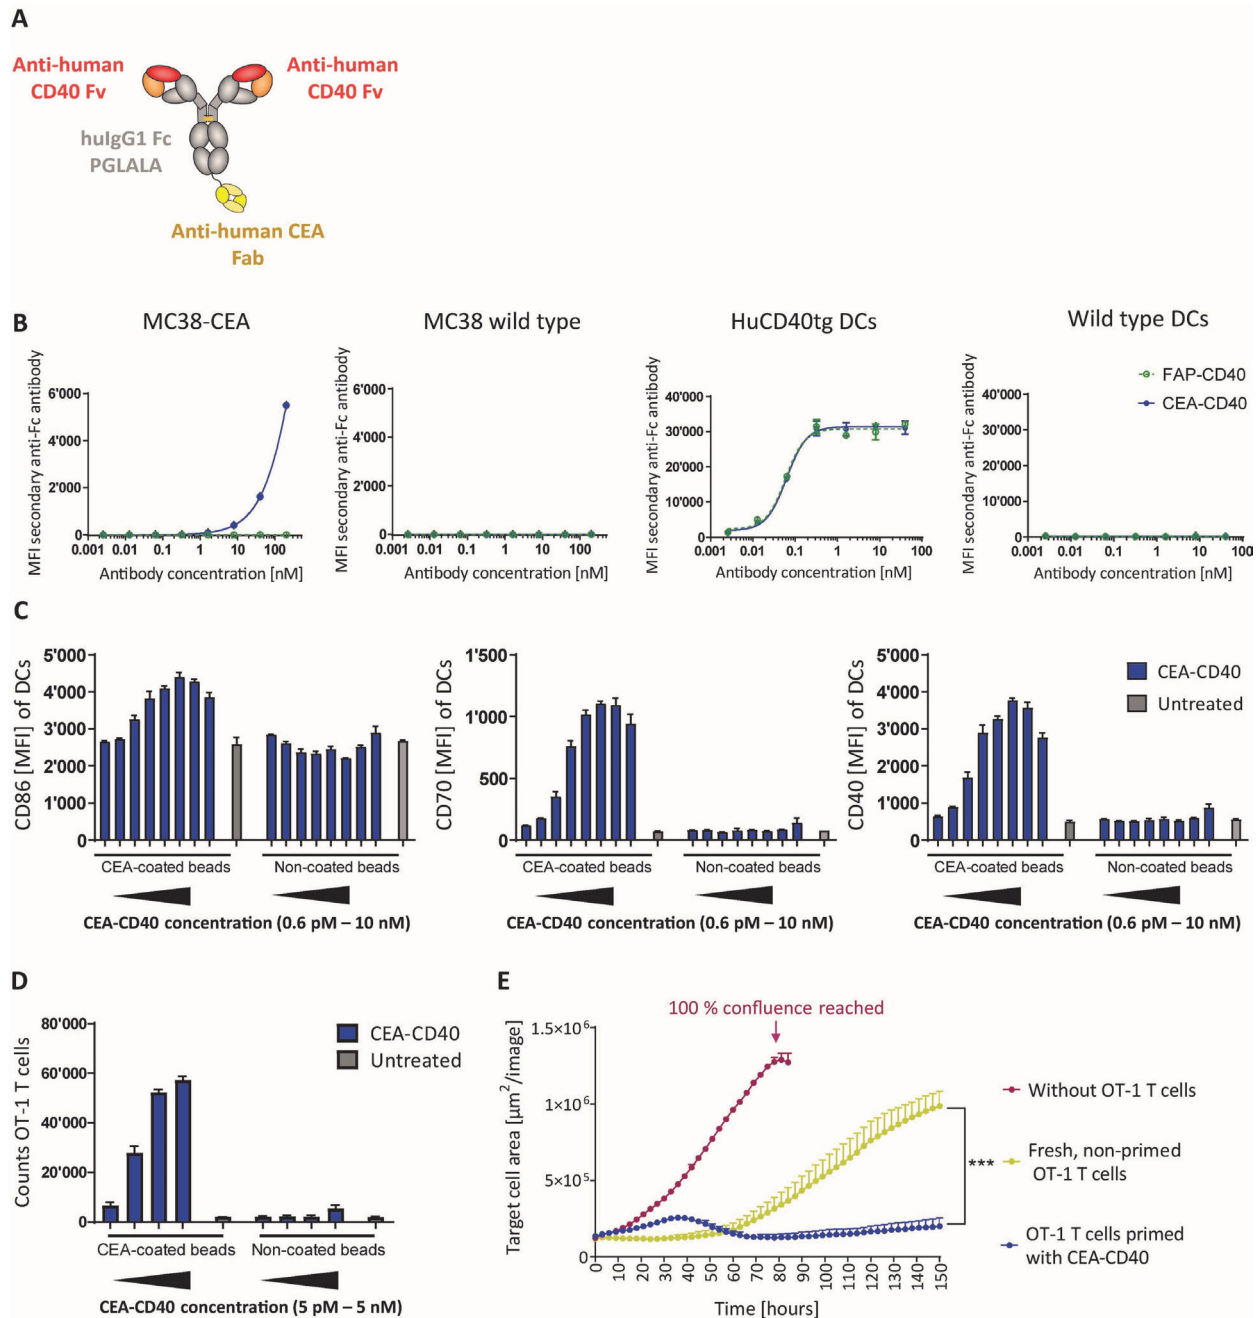 A
Anti-human
CD40 Fv
Anti-human
CD40 Fv
huIgG1 Fc
PGLALA
Anti-human CEA
Fab
B
MC38-CEA
MFI secondary anti-Fc antibody
6'000
4'000
2'000
0
0.001 0.01 0.1 1 10 100
Antibody concentration [nM]
MC38 wild type
MFI secondary anti-Fc antibody
6'000
4'000
2'000
0
0.001 0.01 0.1 1 10 100
Antibody concentration [nM]
HuCD40tg DCs
MFI secondary anti-Fc antibody
40'000
30'000
20'000
10'000
0
0.001 0.01 0.1 1 10 100
Antibody concentration [nM]
Wild type DCs
MFI secondary anti-Fc antibody
40'000
30'000
20'000
10'000
0
0.001 0.01 0.1 1 10 100
Antibody concentration [nM]
FAP-CD40
CEA-CD40
C
CD86 [MFI] of DCs
5'000
4'000
3'000
2'000
1'000
0
CEA-coated beads
Non-coated beads
CEA-CD40 concentration (0.6 pM – 10 nM)
CD70 [MFI] of DCs
1'500
1'000
500
0
CEA-coated beads
Non-coated beads
CEA-CD40 concentration (0.6 pM – 10 nM)
CD40 [MFI] of DCs
5'000
4'000
3'000
2'000
1'000
0
CEA-coated beads
Non-coated beads
CEA-CD40 concentration (0.6 pM – 10 nM)
CEA-CD40
Untreated
D
Counts OT-1 T cells
80'000
60'000
40'000
20'000
0
CEA-coated beads
Non-coated beads
CEA-CD40 concentration (5 pM – 5 nM)
CEA-CD40
Untreated
E
100 % confluence reached
Target cell area [µm²/image]
1.5×10⁶
1×10⁶
5×10⁵
0
0 10 20 30 40 50 60 70 80 90 100 110 120 130 140 150
Time [hours]
Without OT-1 T cells
Fresh, non-primed
OT-1 T cells
***
OT-1 T cells primed
with CEA-CD40